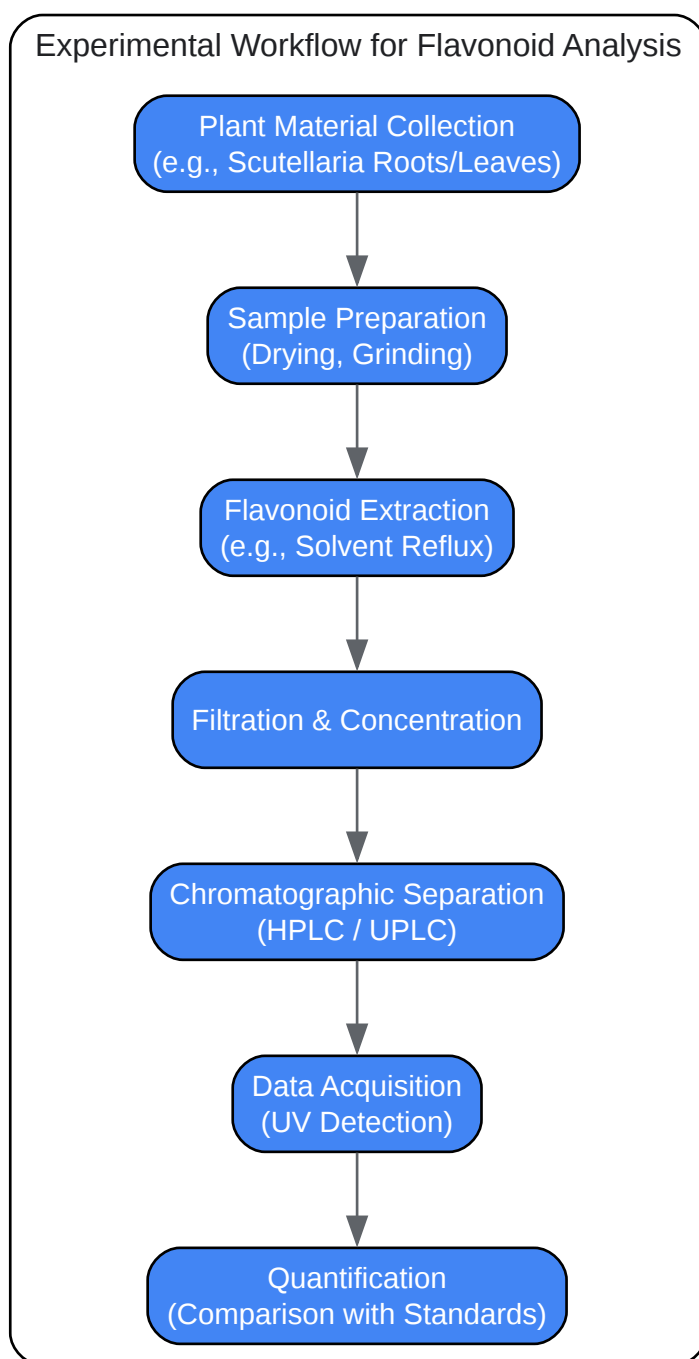 Experimental Workflow for Flavonoid Analysis
Plant Material Collection
(e.g., Scutellaria Roots/Leaves)
Sample Preparation
(Drying, Grinding)
Flavonoid Extraction
(e.g., Solvent Reflux)
Filtration & Concentration
Chromatographic Separation
(HPLC / UPLC)
Data Acquisition
(UV Detection)
Quantification
(Comparison with Standards)